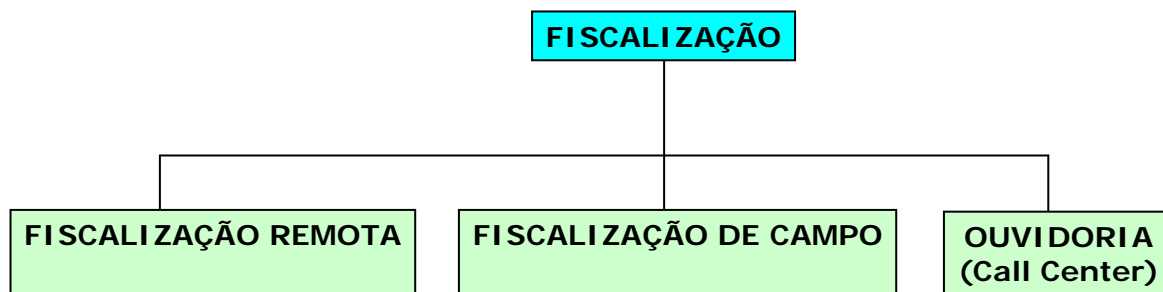 FISCALIZAÇÃO
FISCALIZAÇÃO REMOTA
FISCALIZAÇÃO DE CAMPO
OUVIDORIA
(Call Center)